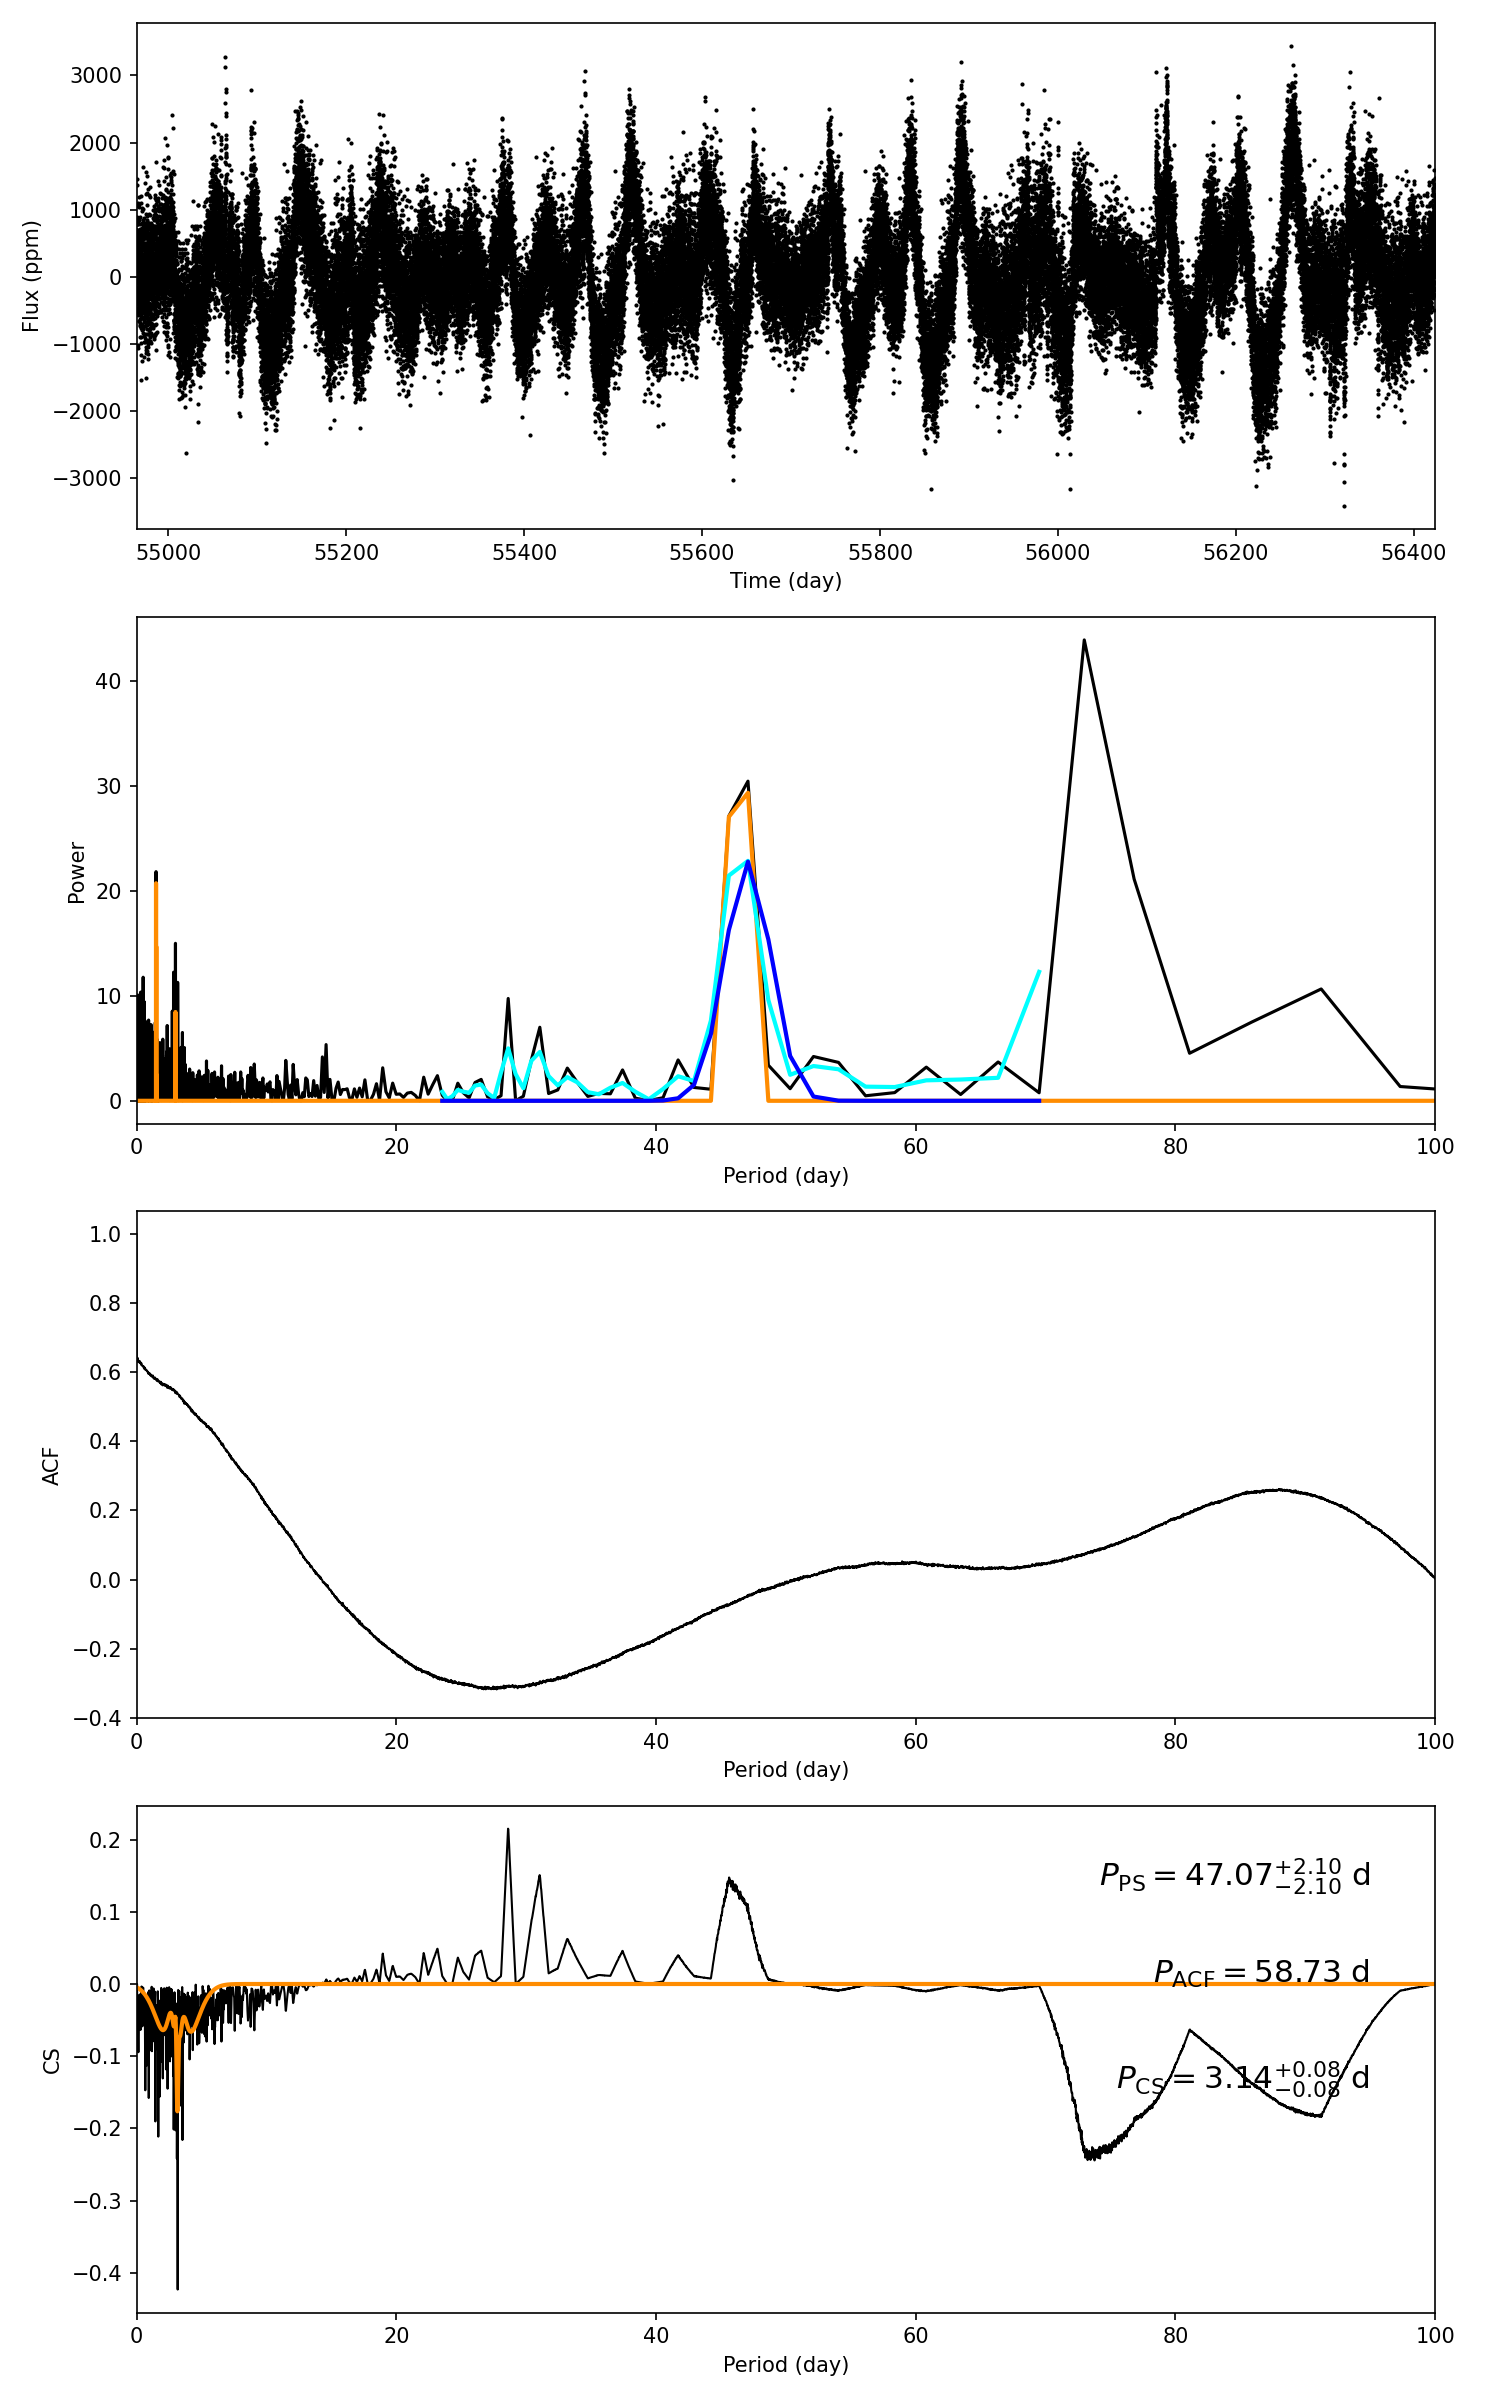 3000
2000
1000
0
−1000
−2000
−3000
Flux (ppm)
55000 55200 55400 55600 55800 56000 56200 56400
Time (day)
40
30
20
10
0
Power
0 20 40 60 80 100
Period (day)
1.0
0.8
0.6
0.4
0.2
0.0
−0.2
−0.4
ACF
0 20 40 60 80 100
Period (day)
0.2
0.1
0.0
−0.1
−0.2
−0.3
−0.4
CS
P_PS = 47.07 +2.10 −2.10 d
P_ACF = 58.73 d
P_CS = 3.14 +0.08 −0.08 d
0 20 40 60 80 100
Period (day)